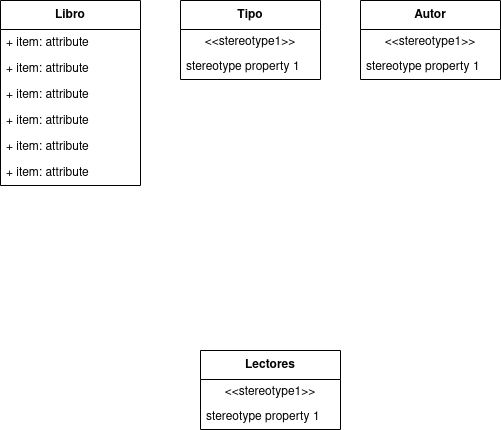 Libro
+ item: attribute
+ item: attribute
+ item: attribute
+ item: attribute
+ item: attribute
+ item: attribute
Tipo
<<stereotype1>>
stereotype property 1
Autor
<<stereotype1>>
stereotype property 1
Lectores
<<stereotype1>>
stereotype property 1